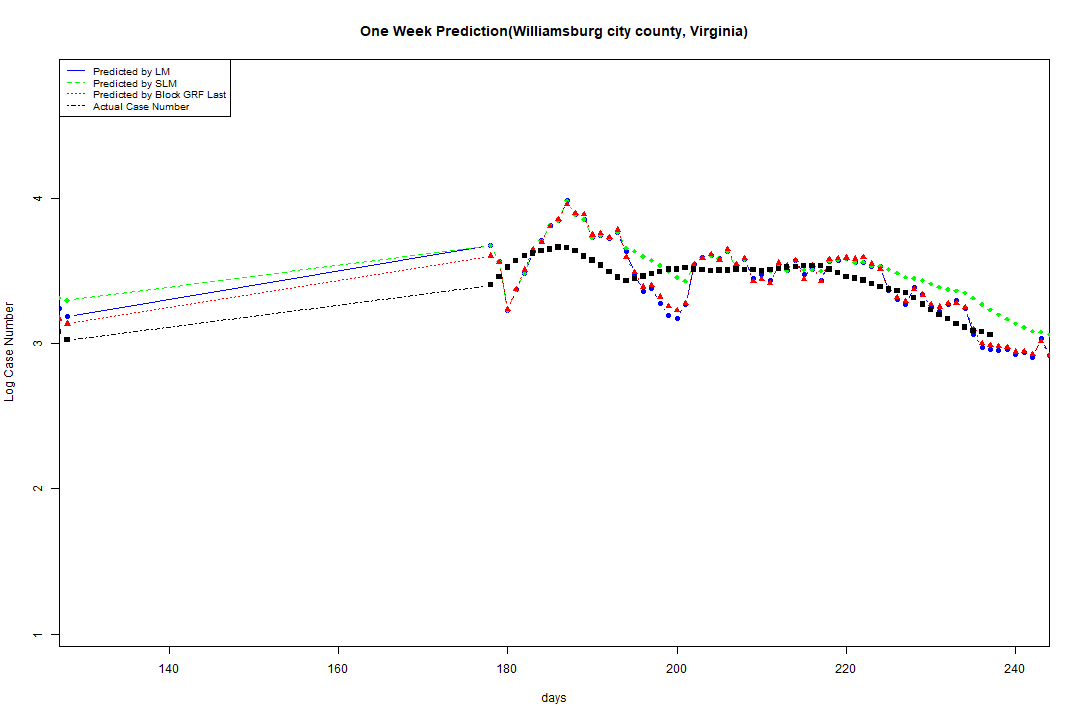 One Week Prediction(Williamsburg city county, Virginia)
Predicted by LM
Predicted by SLM
Predicted by Block GRF Last
Actual Case Number
4
3
2
1
Log Case Number
140 160 180 200 220 240
days